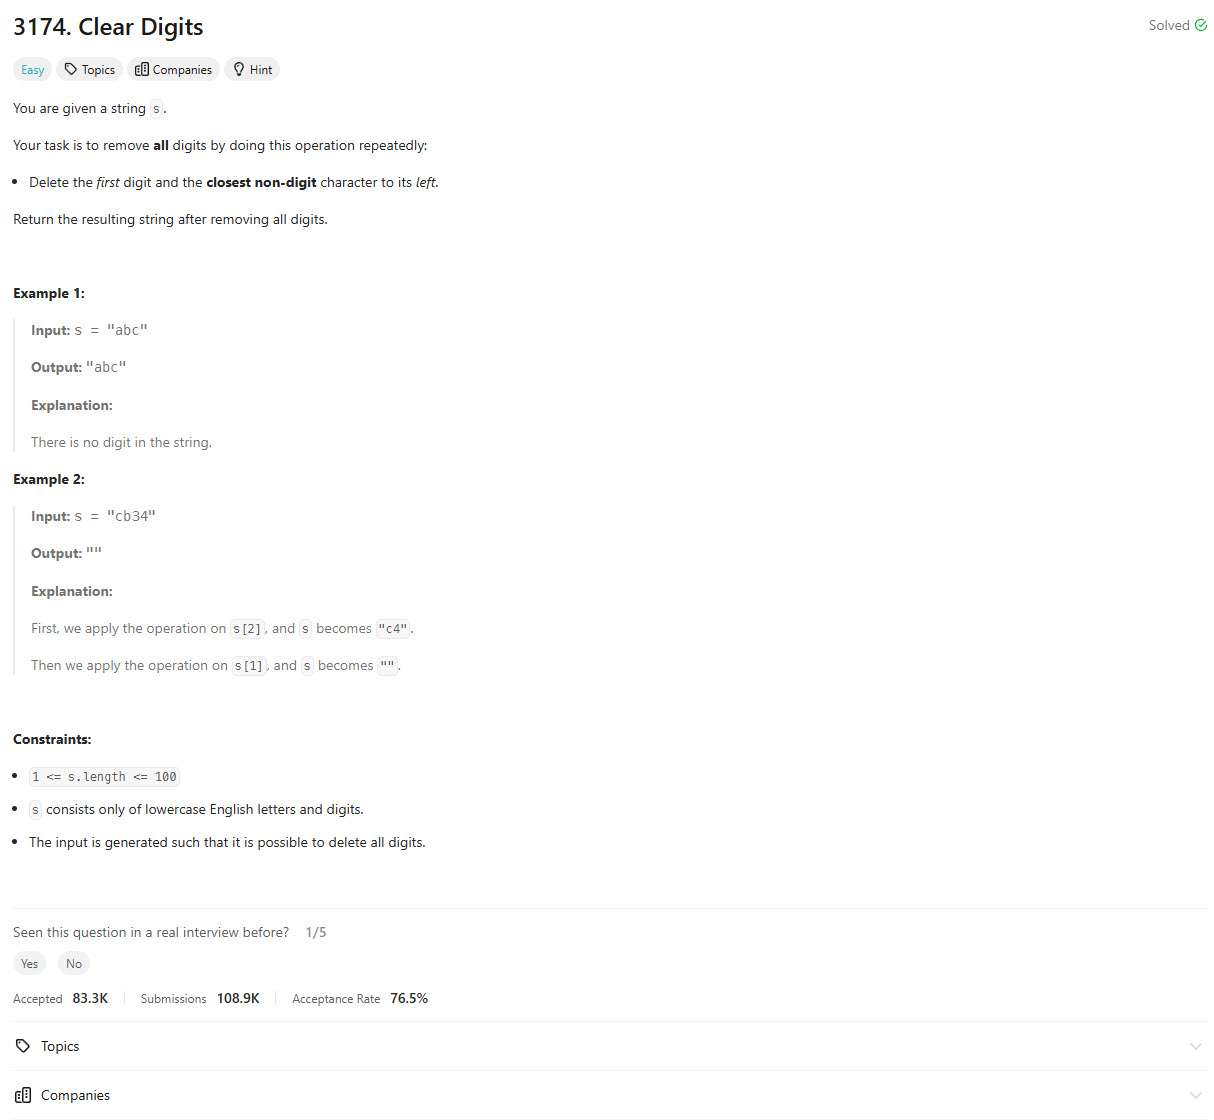 3174. Clear Digits
Solved
Easy Topics Companies Hint
You are given a string s.
Your task is to remove all digits by doing this operation repeatedly:
• Delete the first digit and the closest non-digit character to its left.
Return the resulting string after removing all digits.
Example 1:
Input: s = "abc"
Output: "abc"
Explanation:
There is no digit in the string.
Example 2:
Input: s = "cb34"
Output: ""
Explanation:
First, we apply the operation on s[2], and s becomes "c4".
Then we apply the operation on s[1], and s becomes "".
Constraints:
• 1 <= s.length <= 100
• s consists only of lowercase English letters and digits.
• The input is generated such that it is possible to delete all digits.
Seen this question in a real interview before? 1/5
Yes No
Accepted 83.3K Submissions 108.9K Acceptance Rate 76.5%
Topics
Companies